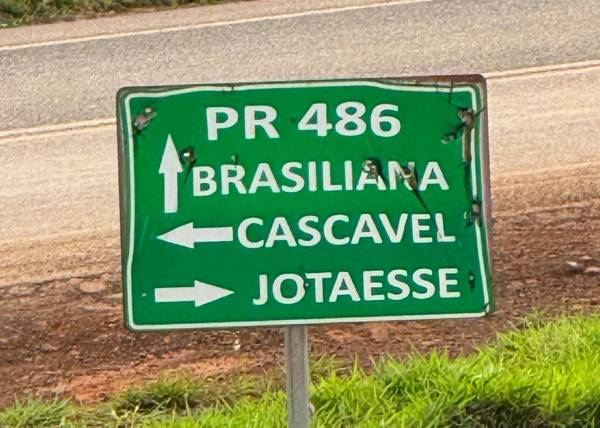 PR 486
BRASILIANA
CASCAVEL
JOTAESSE